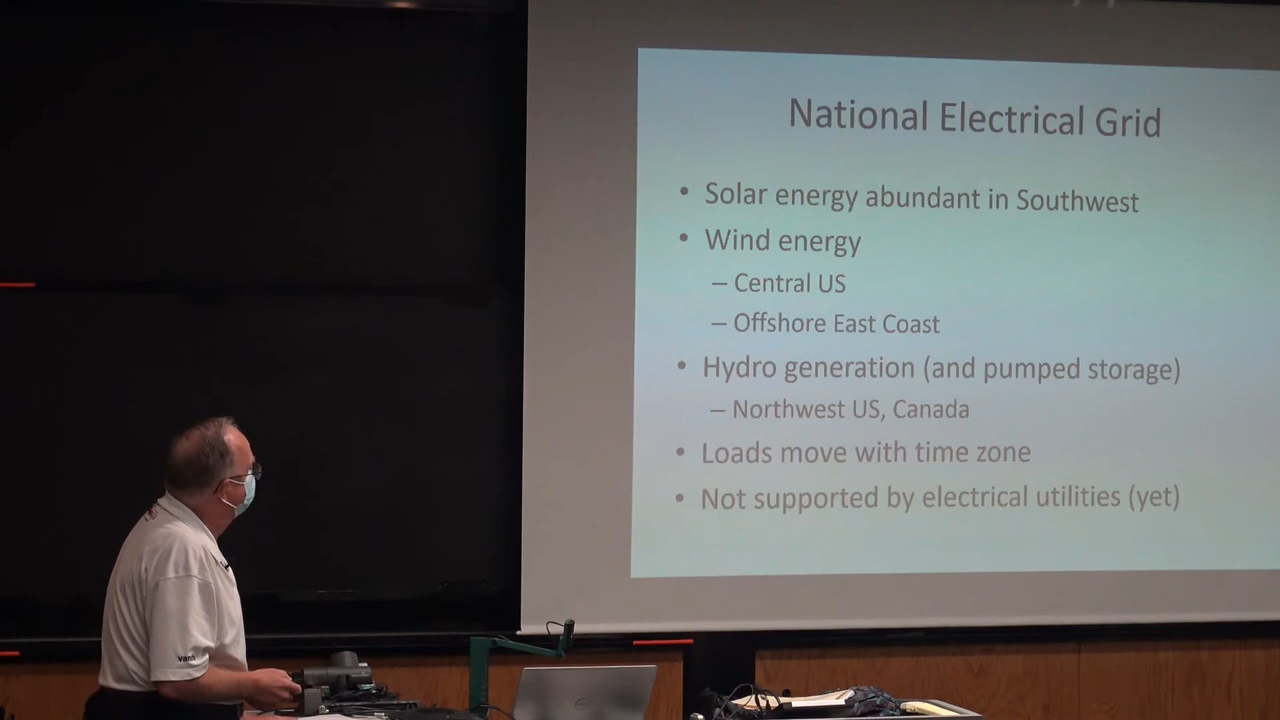 National Electrical Grid
• Solar energy abundant in Southwest
• Wind energy
– Central US
– Offshore East Coast
• Hydro generation (and pumped storage)
– Northwest US, Canada
• Loads move with time zone
• Not supported by electrical utilities (yet)